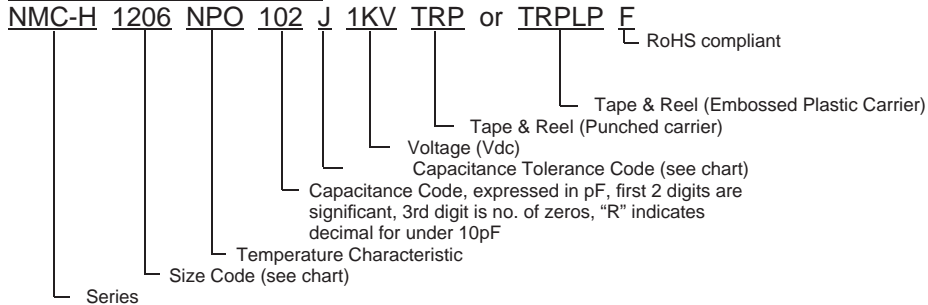 NMC-H 1206 NPO 102 J 1KV TRP or TRPLP F
RoHS compliant
Tape & Reel (Embossed Plastic Carrier)
Tape & Reel (Punched carrier)
Voltage (Vdc)
Capacitance Tolerance Code (see chart)
Capacitance Code, expressed in pF, first 2 digits are
significant, 3rd digit is no. of zeros, “R” indicates
decimal for under 10pF
Temperature Characteristic
Size Code (see chart)
Series